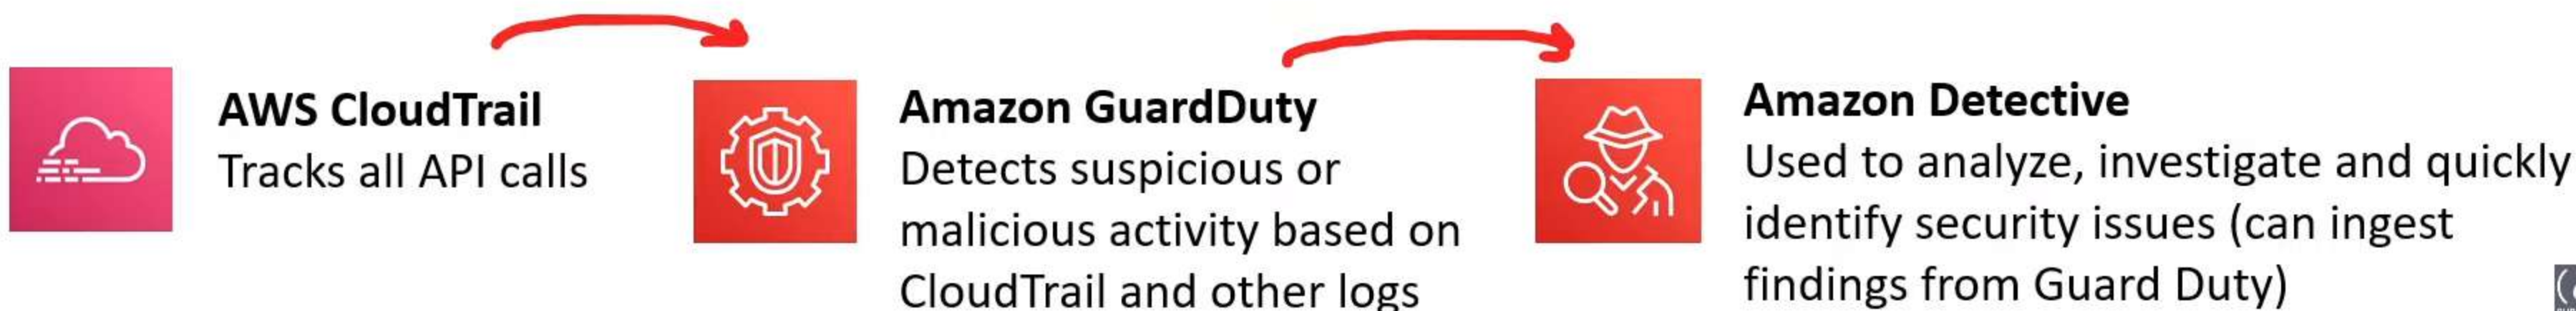 AWS CloudTrail
Tracks all API calls
Amazon GuardDuty
Detects suspicious or
malicious activity based on
CloudTrail and other logs
Amazon Detective
Used to analyze, investigate and quickly
identify security issues (can ingest
findings from Guard Duty)